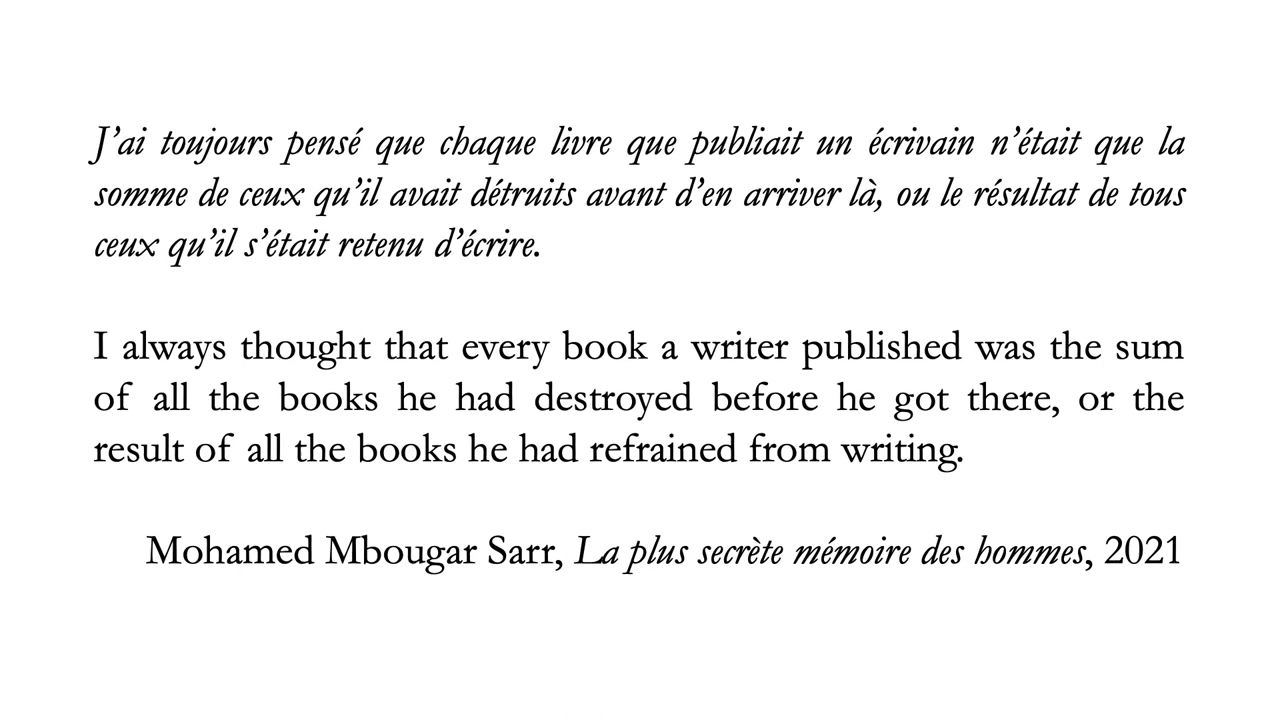 J’ai toujours pensé que chaque livre que publiait un écrivain n’était que la
somme de ceux qu’il avait détruits avant d’en arriver là, ou le résultat de tous
ceux qu’il s’était retenu d’écrire.
I always thought that every book a writer published was the sum
of all the books he had destroyed before he got there, or the
result of all the books he had refrained from writing.
Mohamed Mbougar Sarr, La plus secrète mémoire des hommes, 2021